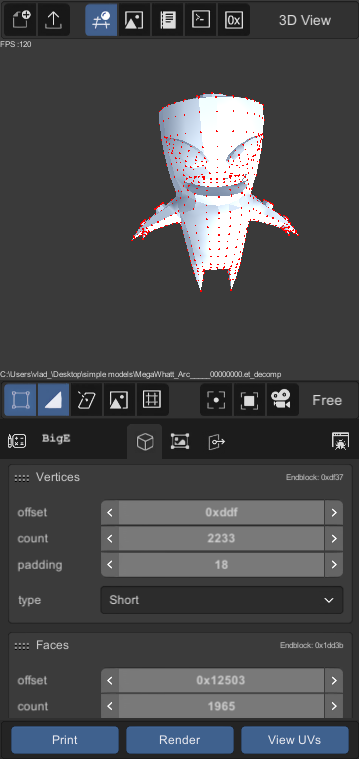 0x
3D View
FPS :120
C:\Users\vlad_\Desktop\simple models\MegaWhatt_Arc_____00000000.et_decomp
Free
BigE
Vertices
Endblock: 0xdf37
offset
0xddf
count
2233
padding
18
type
Short
Faces
Endblock: 0x1dd3b
offset
0x12503
count
1965
Print
Render
View UVs